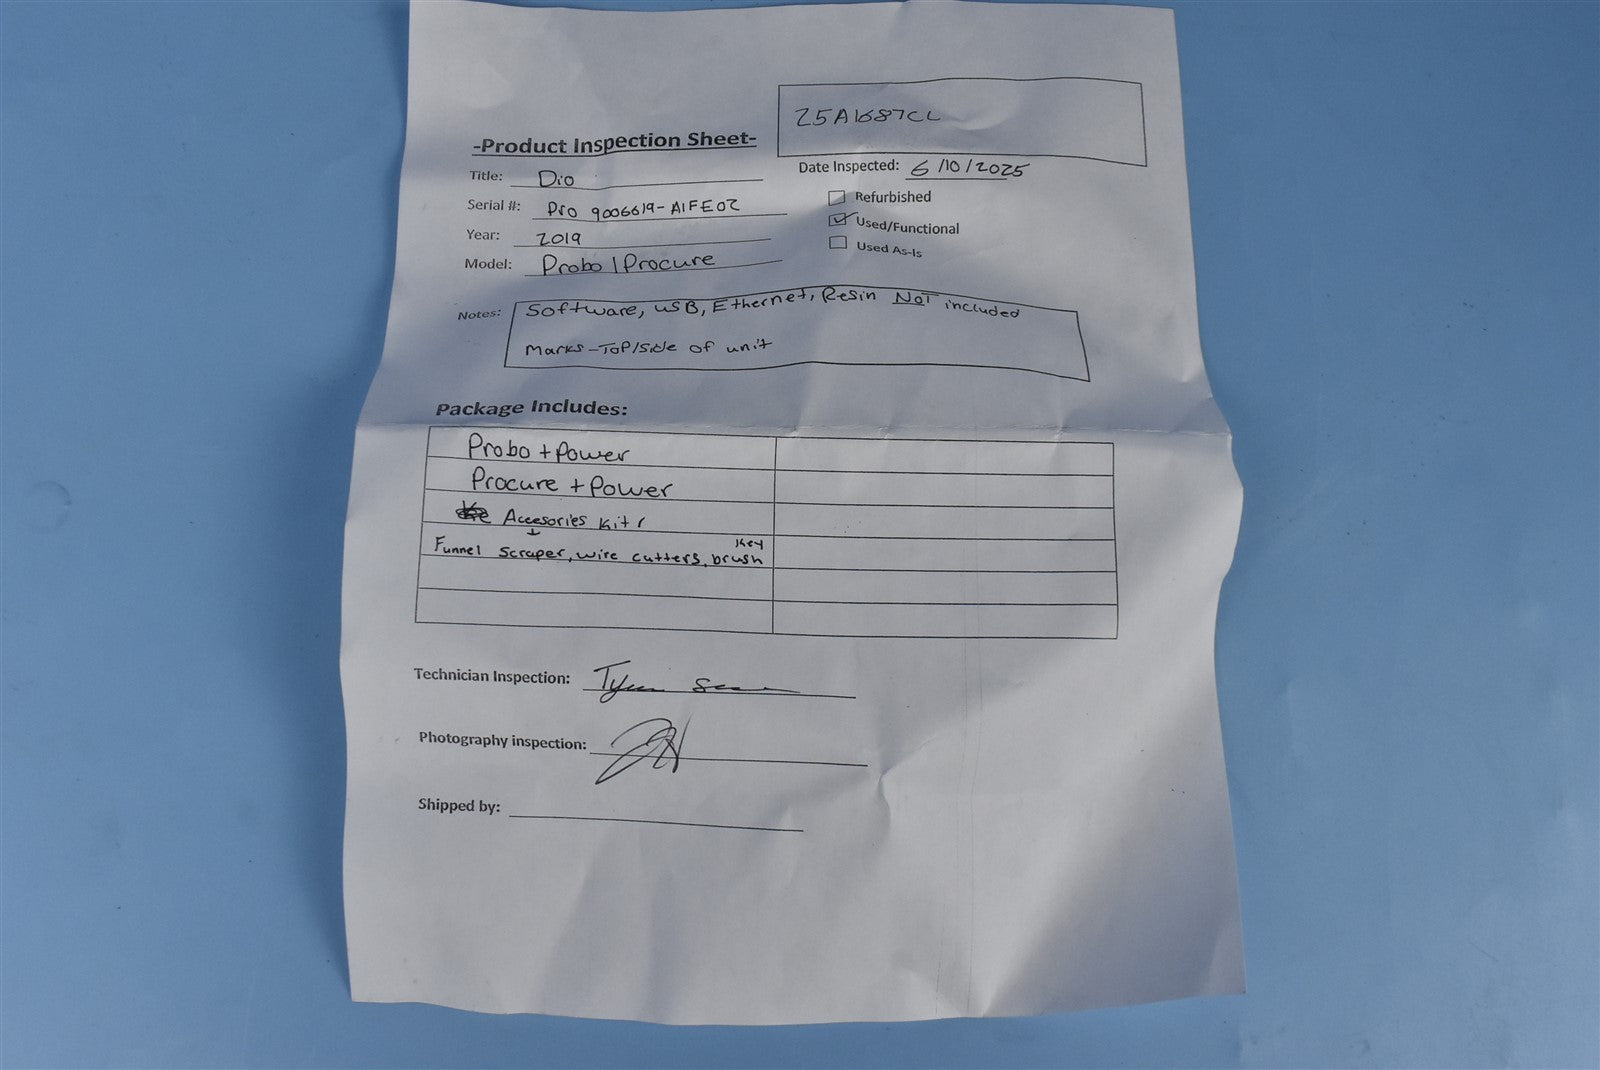 25A1687CL
-Product Inspection Sheet-
Date Inspected: 6/10/2025
Title: Dio
Refurbished
Serial #: Pro 9006619-A1FE02
Used/Functional
Year: 2019
Used As-Is
Model: Probo | Procure
Notes: Software, USB, Ethernet, Resin NOT included
Marks-Top/Side of unit
Package Includes:
Probo + Power
Procure + Power
Accesories Kit
Key
Funnel scraper, wire cutters, brush
Technician Inspection:
Photography inspection:
Shipped by: